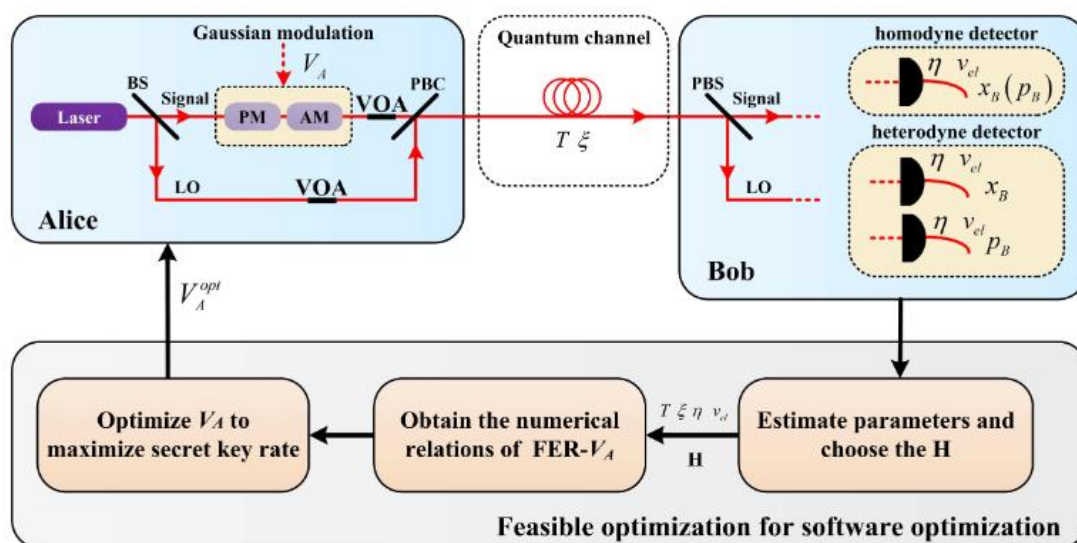 Gaussian modulation
V_A
BS
Signal
Laser
PM
AM
VOA
PBC
LO
VOA
Alice
Quantum channel
T ξ
PBS
Signal
LO
Bob
homodyne detector
η v_el
x_B(p_B)
heterodyne detector
η v_el
x_B
η v_el
p_B
V_A^opt
Optimize V_A to
maximize secret key rate
Obtain the numerical
relations of FER-V_A
T ξ η v_el
H
Estimate parameters and
choose the H
Feasible optimization for software optimization